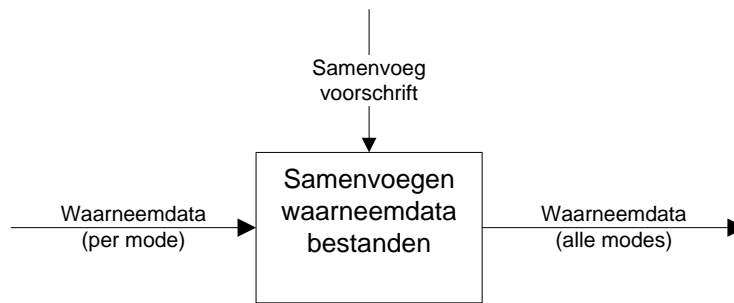 Samenvoeg
voorschrift
Samenvoegen
waarneemdata
bestanden
Waarneemdata
(per mode)
Waarneemdata
(alle modes)